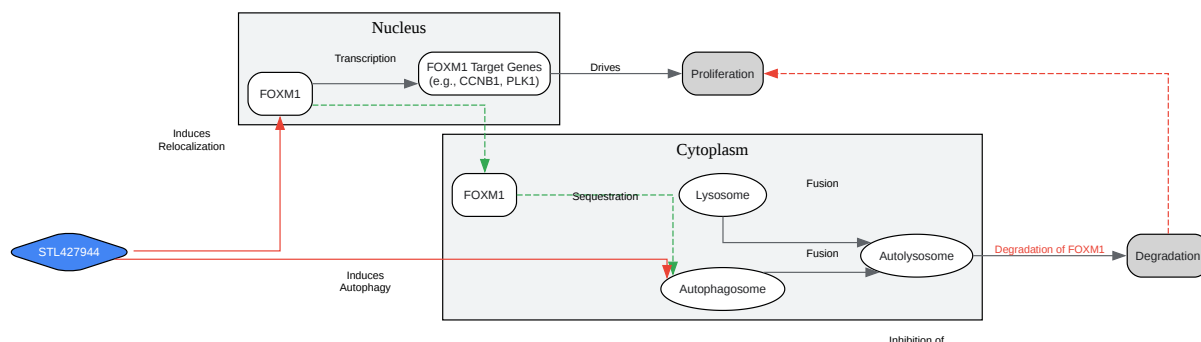 Nucleus
Transcription
FOXM1 Target Genes
(e.g., CCNB1, PLK1)
FOXM1
Drives
Proliferation
Induces
Relocalization
Cytoplasm
FOXM1
Sequestration
Lysosome
Fusion
STL427944
Fusion
Autolysosome
Degradation of FOXM1
Degradation
Induces
Autophagy
Autophagosome
Inhibition of